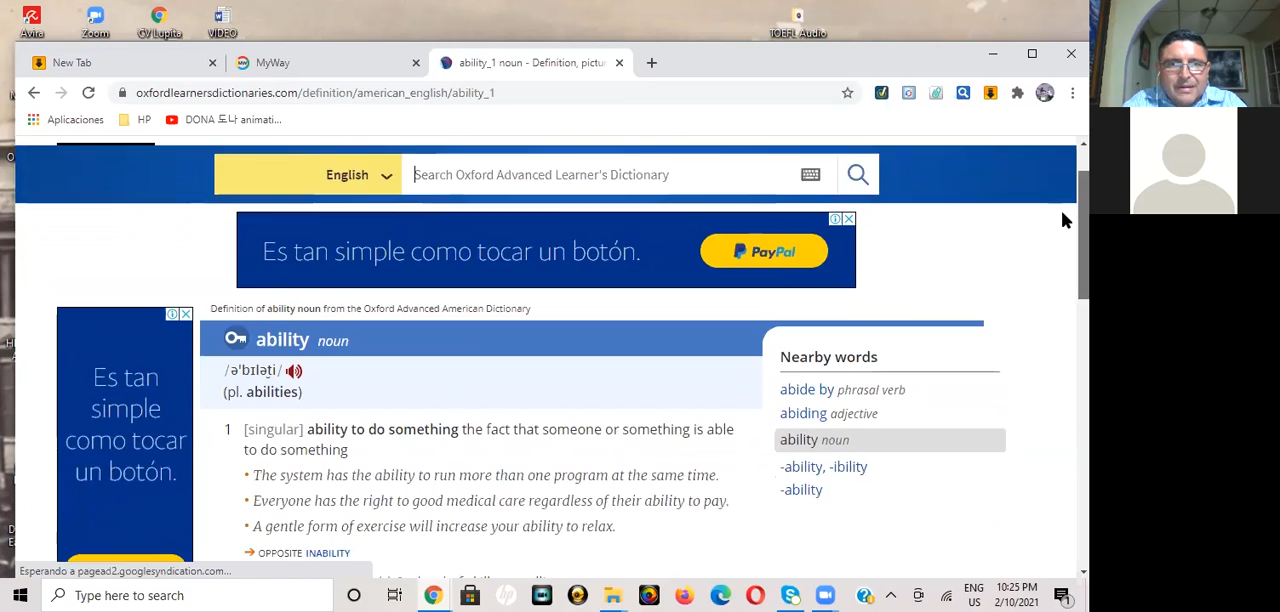 Avira
Zoom
CV Lupita
VIDEO
TOEFL Audio
New Tab
MyWay
ability_1 noun - Definition, pictur
oxfordlearnersdictionaries.com/definition/american_english/ability_1
Aplicaciones
HP
DONA 도나 animati...
English
Search Oxford Advanced Learner's Dictionary
Es tan simple como tocar un botón.
PayPal
Definition of ability noun from the Oxford Advanced American Dictionary
ability noun
/əˈbɪlət̮i/
(pl. abilities)
1 [singular] ability to do something the fact that someone or something is able
to do something
• The system has the ability to run more than one program at the same time.
• Everyone has the right to good medical care regardless of their ability to pay.
• A gentle form of exercise will increase your ability to relax.
→ OPPOSITE INABILITY
Nearby words
abide by phrasal verb
abiding adjective
ability noun
-ability, -ibility
-ability
Es tan
simple
como tocar
un botón.
Esperando a pagead2.googlesyndication.com...
Type here to search
ENG
US
10:25 PM
2/10/2021
1